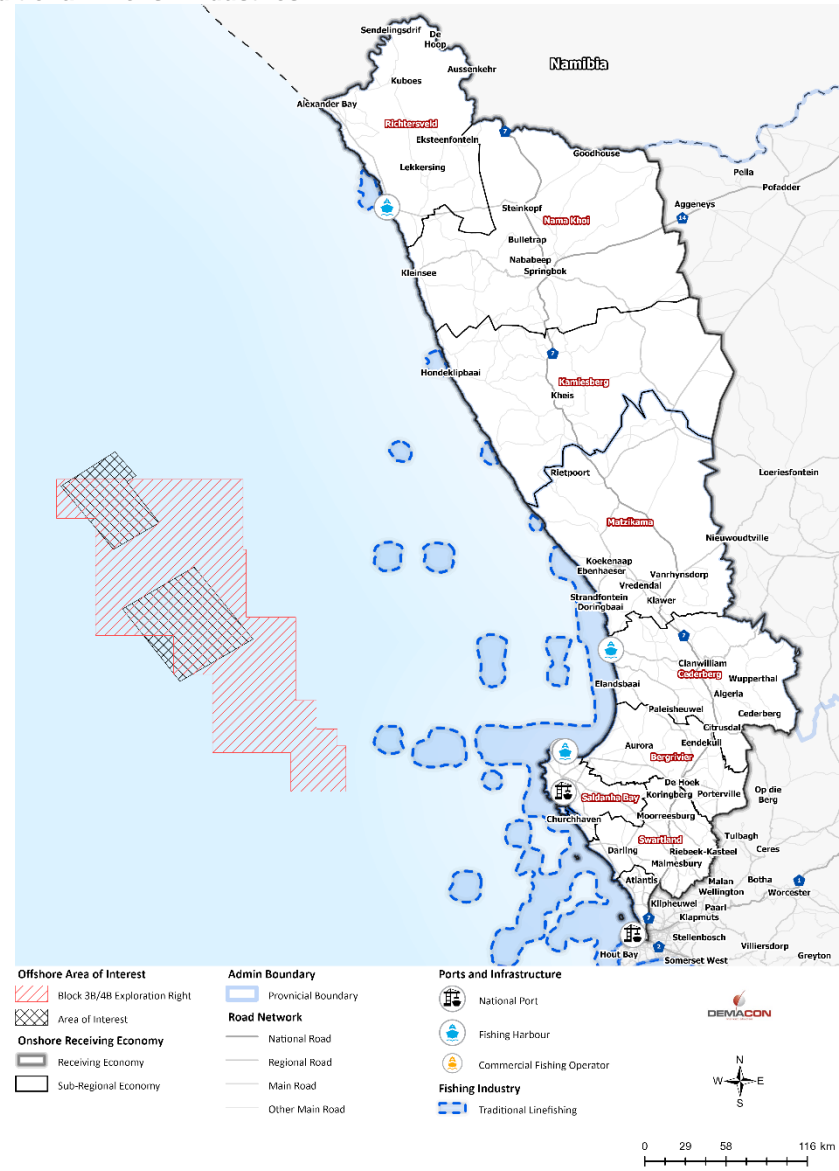 Sendelingsdrif
De
Hoop
Namibia
Aussenkehr
Kuboes
Alexander Bay
Richtersveld
7
Eksteenfontein
Goodhouse
Lekkersing
Pella
Pofadder
Aggeneys
14
Steinkopf
Nama Khoi
Bulletrap
Nababeep
Springbok
Kleinsee
7
Hondeklipbaai
Kamiesberg
Kheis
Rietpoort
Loeriesfontein
Matzikama
Nieuwoudtville
Koekenaap
Ebenhaeser
Vanrhynsdorp
Vredendal
Strandfontein
Klawer
Doringbaai
7
Clanwilliam
Cederberg
Wupperthal
Elandsbaai
Algeria
Paleisheuwel
Cederberg
Citrusdal
Aurora
Eendekuil
Bergrivier
De Hoek
Saldanha Bay
Koringberg
Porterville
Op die
Berg
Churchhaven
Moorreesburg
Swartland
Tulbagh
Darling
Riebeek-Kasteel
Ceres
Malmesbury
Atlantis
Malan
Botha
1
Wellington
Worcester
Klipheuwel
Paarl
7
Klapmuts
Stellenbosch
Hout Bay
2
Villiersdorp
Somerset West
Greyton
Offshore Area of Interest
Block 3B/4B Exploration Right
Area of Interest
Onshore Receiving Economy
Receiving Economy
Sub-Regional Economy
Admin Boundary
Provnicial Boundary
Road Network
National Road
Regional Road
Main Road
Other Main Road
Ports and Infrastructure
National Port
Fishing Harbour
Commercial Fishing Operator
Fishing Industry
Traditional Linefishing
DEMACON
N
W E
S
0 29 58 116 km